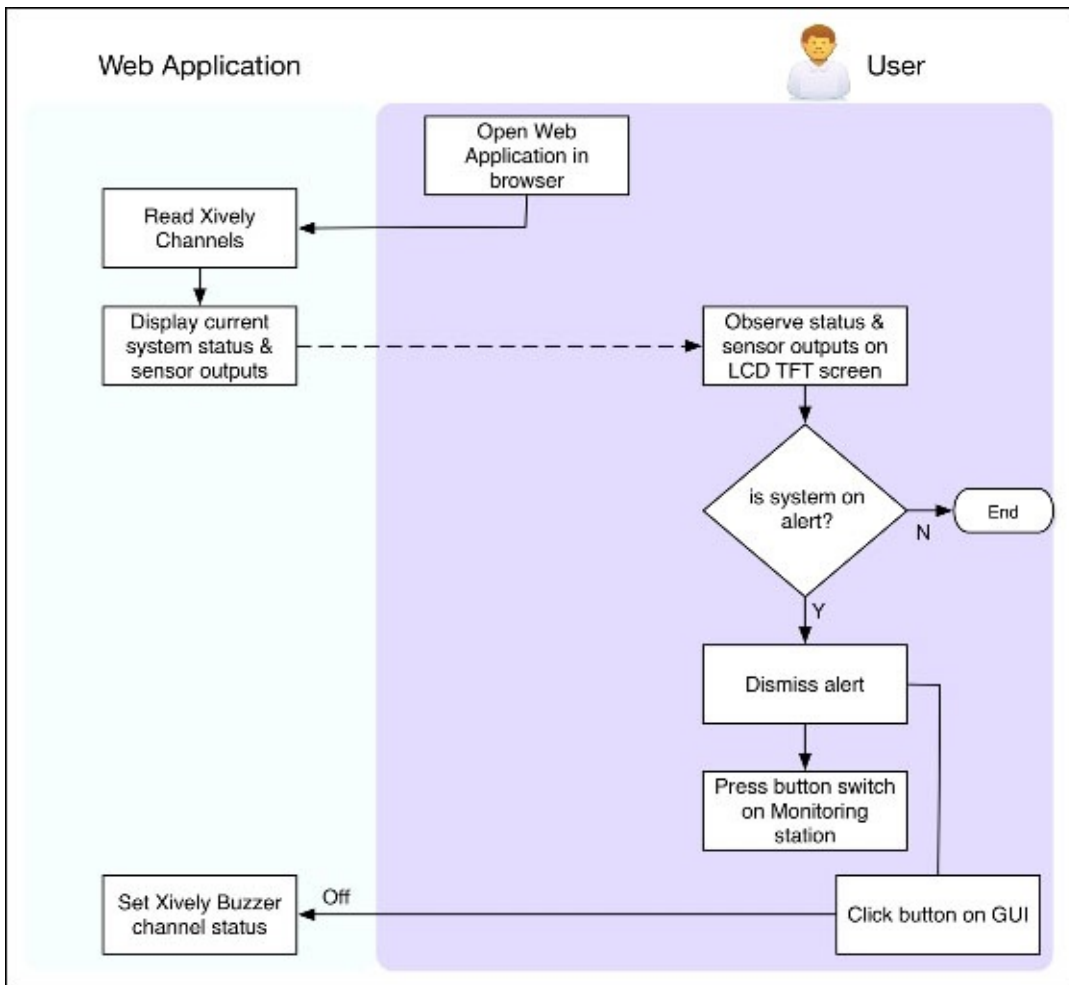 Web Application
User
Open Web
Application in
browser
Read Xively
Channels
Display current
system status &
sensor outputs
Observe status &
sensor outputs on
LCD TFT screen
is system on
alert?
N
End
Y
Dismiss alert
Press button switch
on Monitoring
station
Set Xively Buzzer
channel status
Off
Click button on GUI